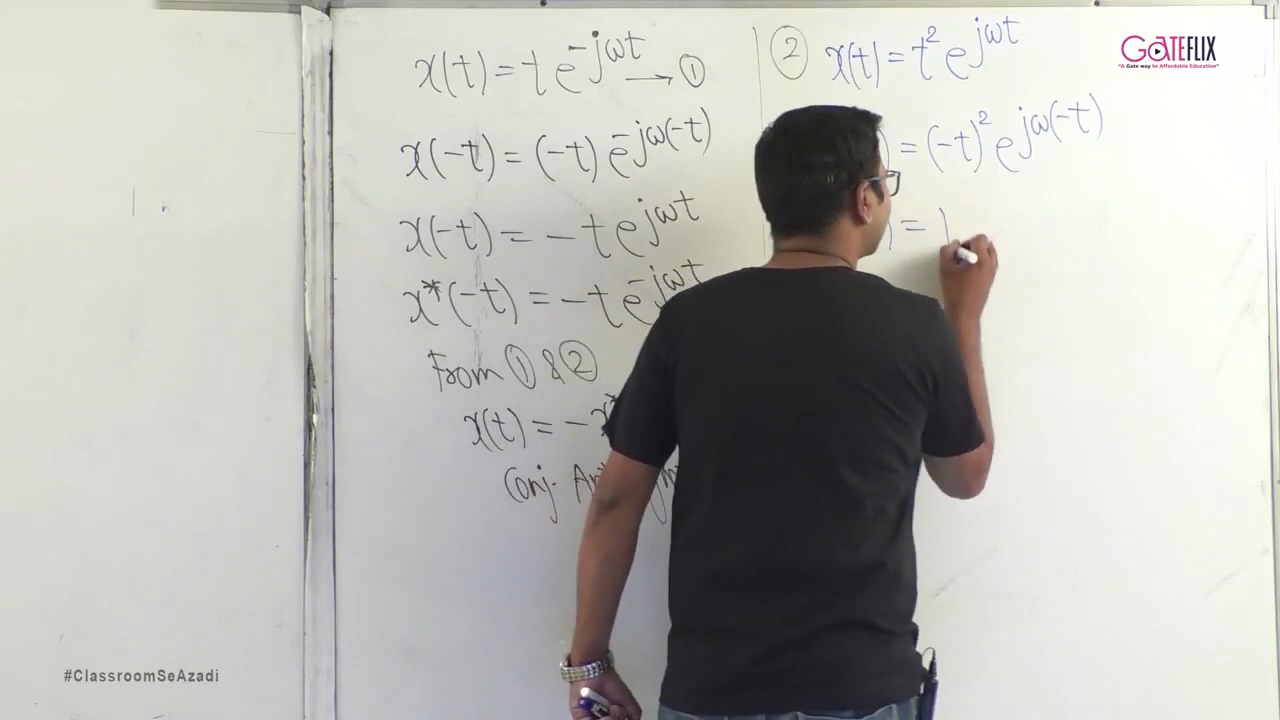 x(t) = t e^{-jωt} → ①
x(-t) = (-t) e^{-jω(-t)}
x(-t) = - t e^{jωt}
x*(-t) = - t e^{-jωt}
From ① & ②
x(t) = - x*
Conj.
② x(t) = t² e^{jωt}
) = (-t)² e^{jω(-t)}
) =
GATEFLIX
"A Gate way to Affordable Education"
#ClassroomSeAzadi